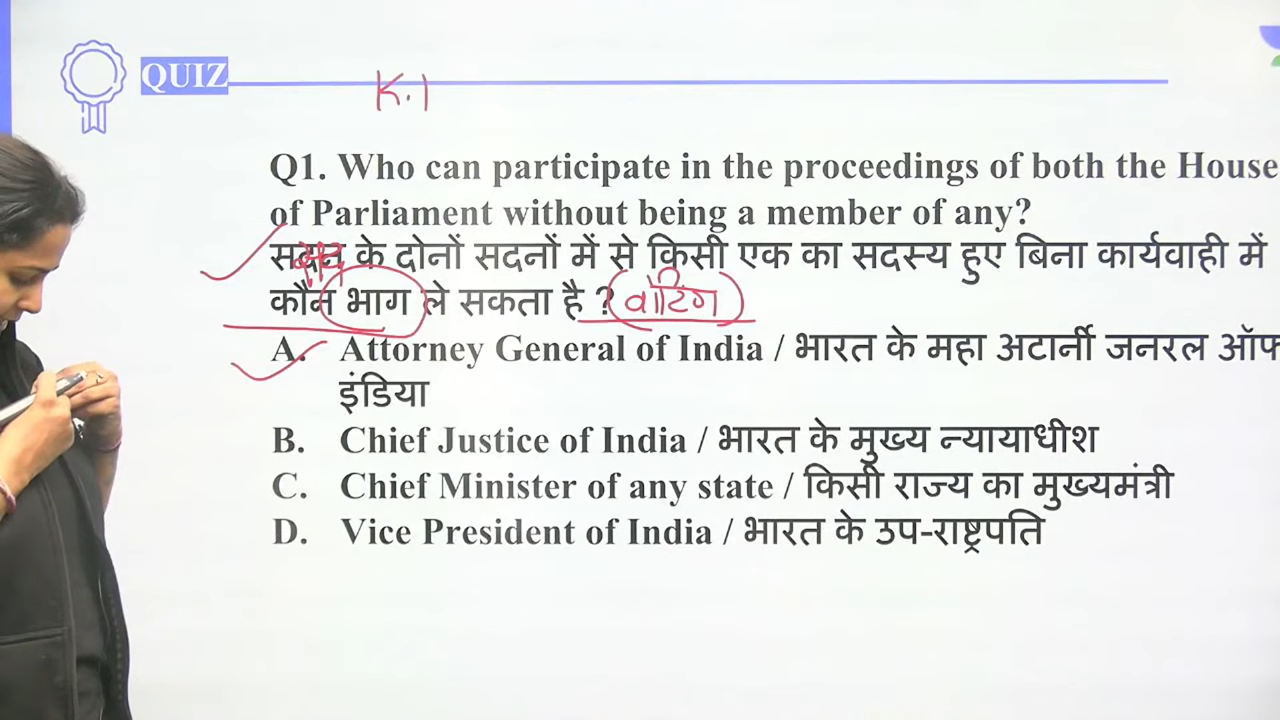 QUIZ
K.1
Q1. Who can participate in the proceedings of both the House
of Parliament without being a member of any?
सदन के दोनों सदनों में से किसी एक का सदस्य हुए बिना कार्यवाही में
कौन भाग ले सकता है ? वोटिंग
A. Attorney General of India / भारत के महा अटार्नी जनरल ऑफ
इंडिया
B. Chief Justice of India / भारत के मुख्य न्यायाधीश
C. Chief Minister of any state / किसी राज्य का मुख्यमंत्री
D. Vice President of India / भारत के उप-राष्ट्रपति